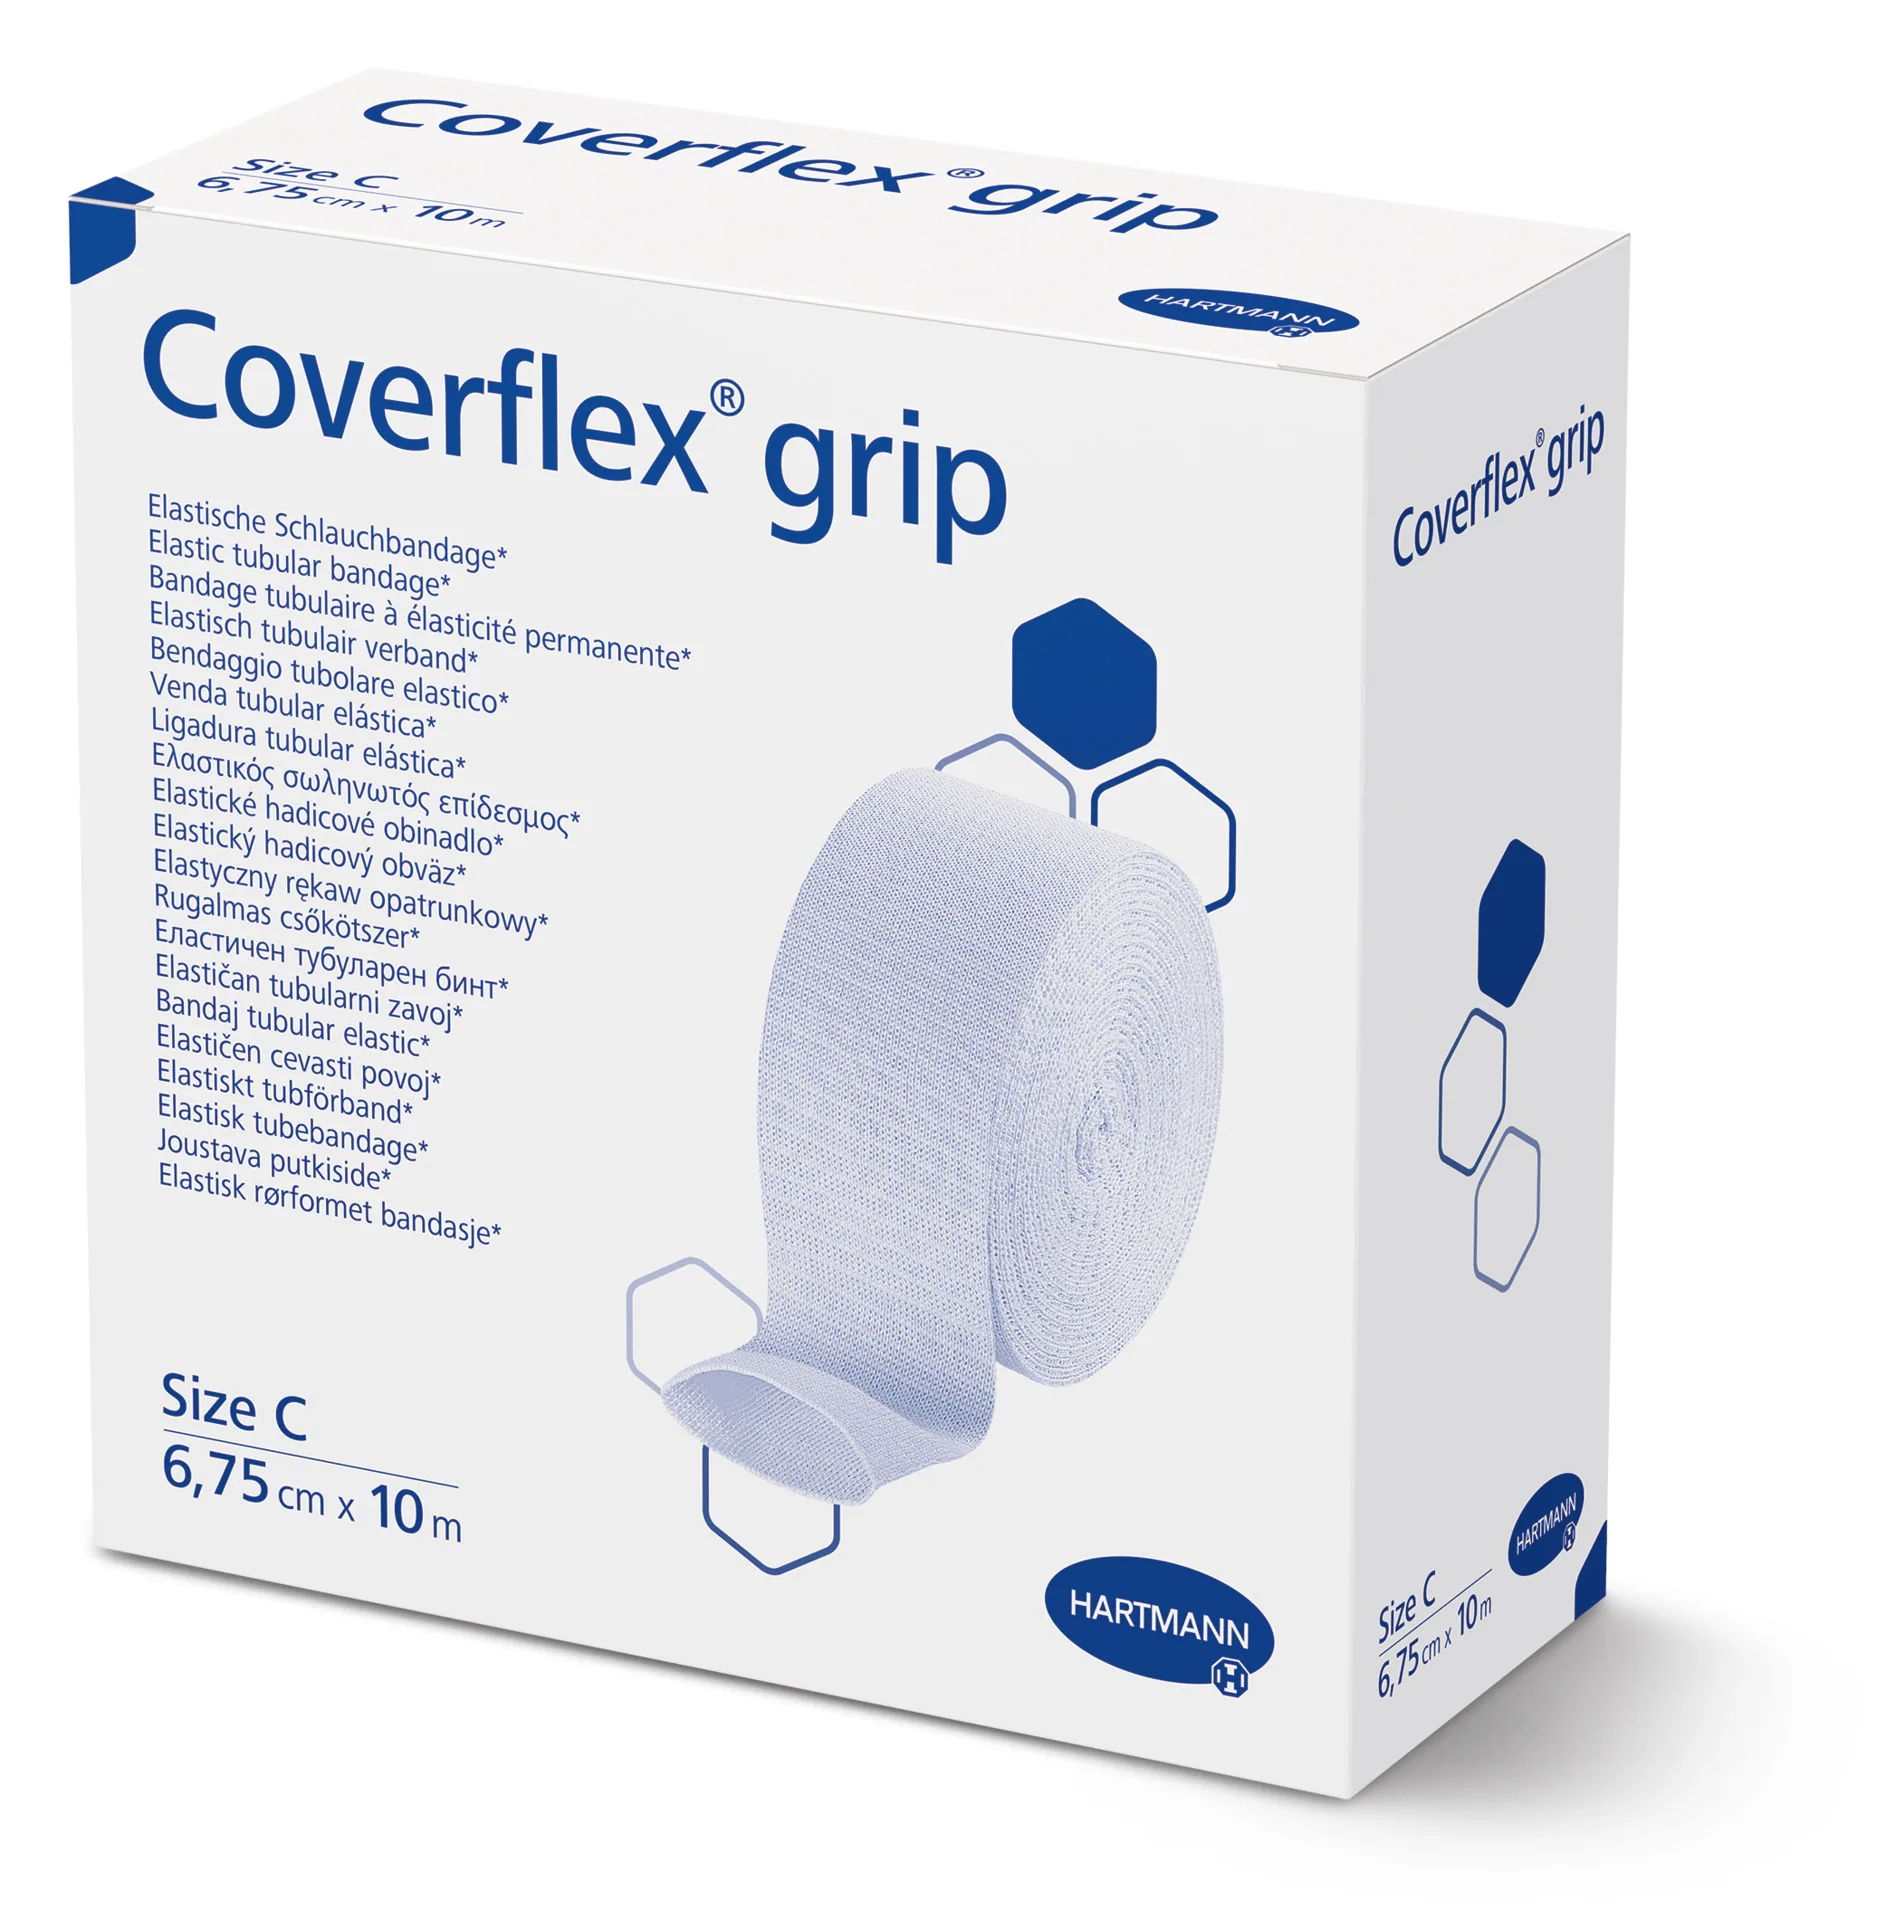 Coverflex® grip
Size C
6,75 cm x 10 m
HARTMANN
Coverflex® grip
Elastische Schlauchbandage*
Elastic tubular bandage*
Bandage tubulaire à élasticité permanente*
Elastisch tubulair verband*
Bendaggio tubolare elastico*
Venda tubular elástica*
Ligadura tubular elástica*
Ελαστικός σωληνωτός επίδεσμος*
Elastické hadicové obinadlo*
Elastický hadicový obväz*
Elastyczny rękaw opatrunkowy*
Rugalmas csőkötszer*
Еластичен тубуларен бинт*
Elastičan tubularni zavoj*
Bandaj tubular elastic*
Elastičen cevasti povoj*
Elastiskt tubförband*
Elastisk tubebandage*
Joustava putkiside*
Elastisk rørformet bandasje*
Size C
6,75 cm x 10 m
HARTMANN
Coverflex® grip
HARTMANN
Size C
6,75 cm x 10 m